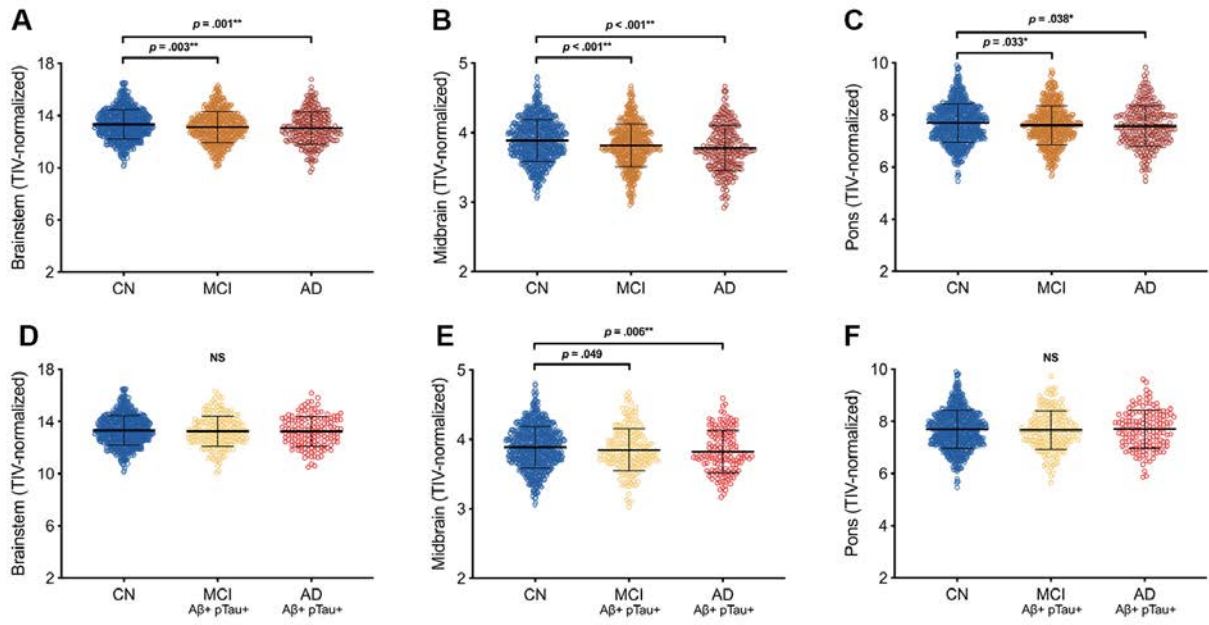 A
p = .001**
p = .003**
18
14
10
6
2
Brainstem (TIV-normalized)
CN MCI AD
B
p < .001**
p < .001**
5
4
3
2
Midbrain (TIV-normalized)
CN MCI AD
C
p = .038*
p = .033*
10
8
6
4
2
Pons (TIV-normalized)
CN MCI AD
D
NS
18
14
10
6
2
Brainstem (TIV-normalized)
CN MCI AD
Aβ+ pTau+ Aβ+ pTau+
E
p = .006**
p = .049
5
4
3
2
Midbrain (TIV-normalized)
CN MCI AD
Aβ+ pTau+ Aβ+ pTau+
F
NS
10
8
6
4
2
Pons (TIV-normalized)
CN MCI AD
Aβ+ pTau+ Aβ+ pTau+